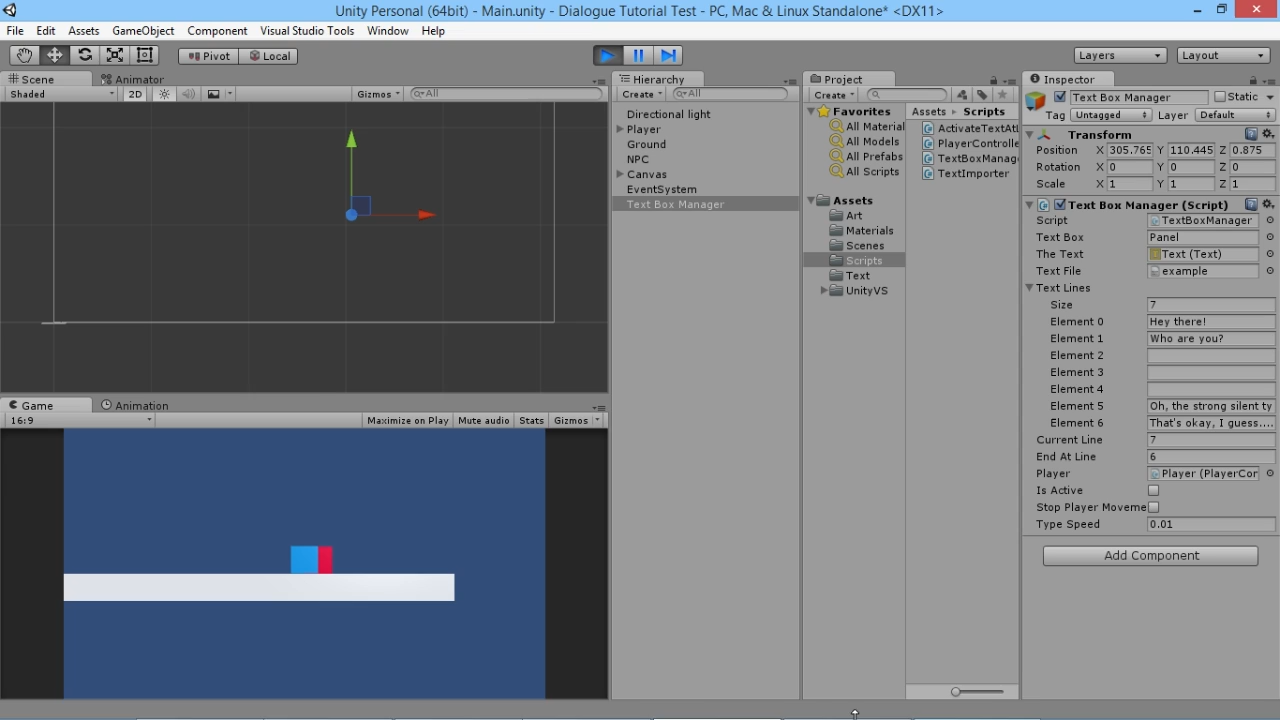 Unity Personal (64bit) - Main.unity - Dialogue Tutorial Test - PC, Mac & Linux Standalone* <DX11>
File Edit Assets GameObject Component Visual Studio Tools Window Help
Pivot Local Layers Layout
Scene Animator
Shaded 2D Gizmos All
Game Animation
16:9 Maximize on Play Mute audio Stats Gizmos
Hierarchy
Create All
Directional light
Player
Ground
NPC
Canvas
EventSystem
Text Box Manager
Project
Create
Favorites
All Material
All Models
All Prefabs
All Scripts
Assets
Art
Materials
Scenes
Scripts
Text
UnityVS
Assets Scripts
ActivateTextAtL
PlayerControlle
TextBoxManag
TextImporter
Inspector
Text Box Manager Static
Tag Untagged Layer Default
Transform
Position X 305.765 Y 110.445 Z 0.875
Rotation X 0 Y 0 Z 0
Scale X 1 Y 1 Z 1
Text Box Manager (Script)
Script TextBoxManager
Text Box Panel
The Text Text (Text)
Text File example
Text Lines
Size 7
Element 0 Hey there!
Element 1 Who are you?
Element 2
Element 3
Element 4
Element 5 Oh, the strong silent ty
Element 6 That's okay, I guess....
Current Line 7
End At Line 6
Player Player (PlayerCor
Is Active
Stop Player Moveme
Type Speed 0.01
Add Component